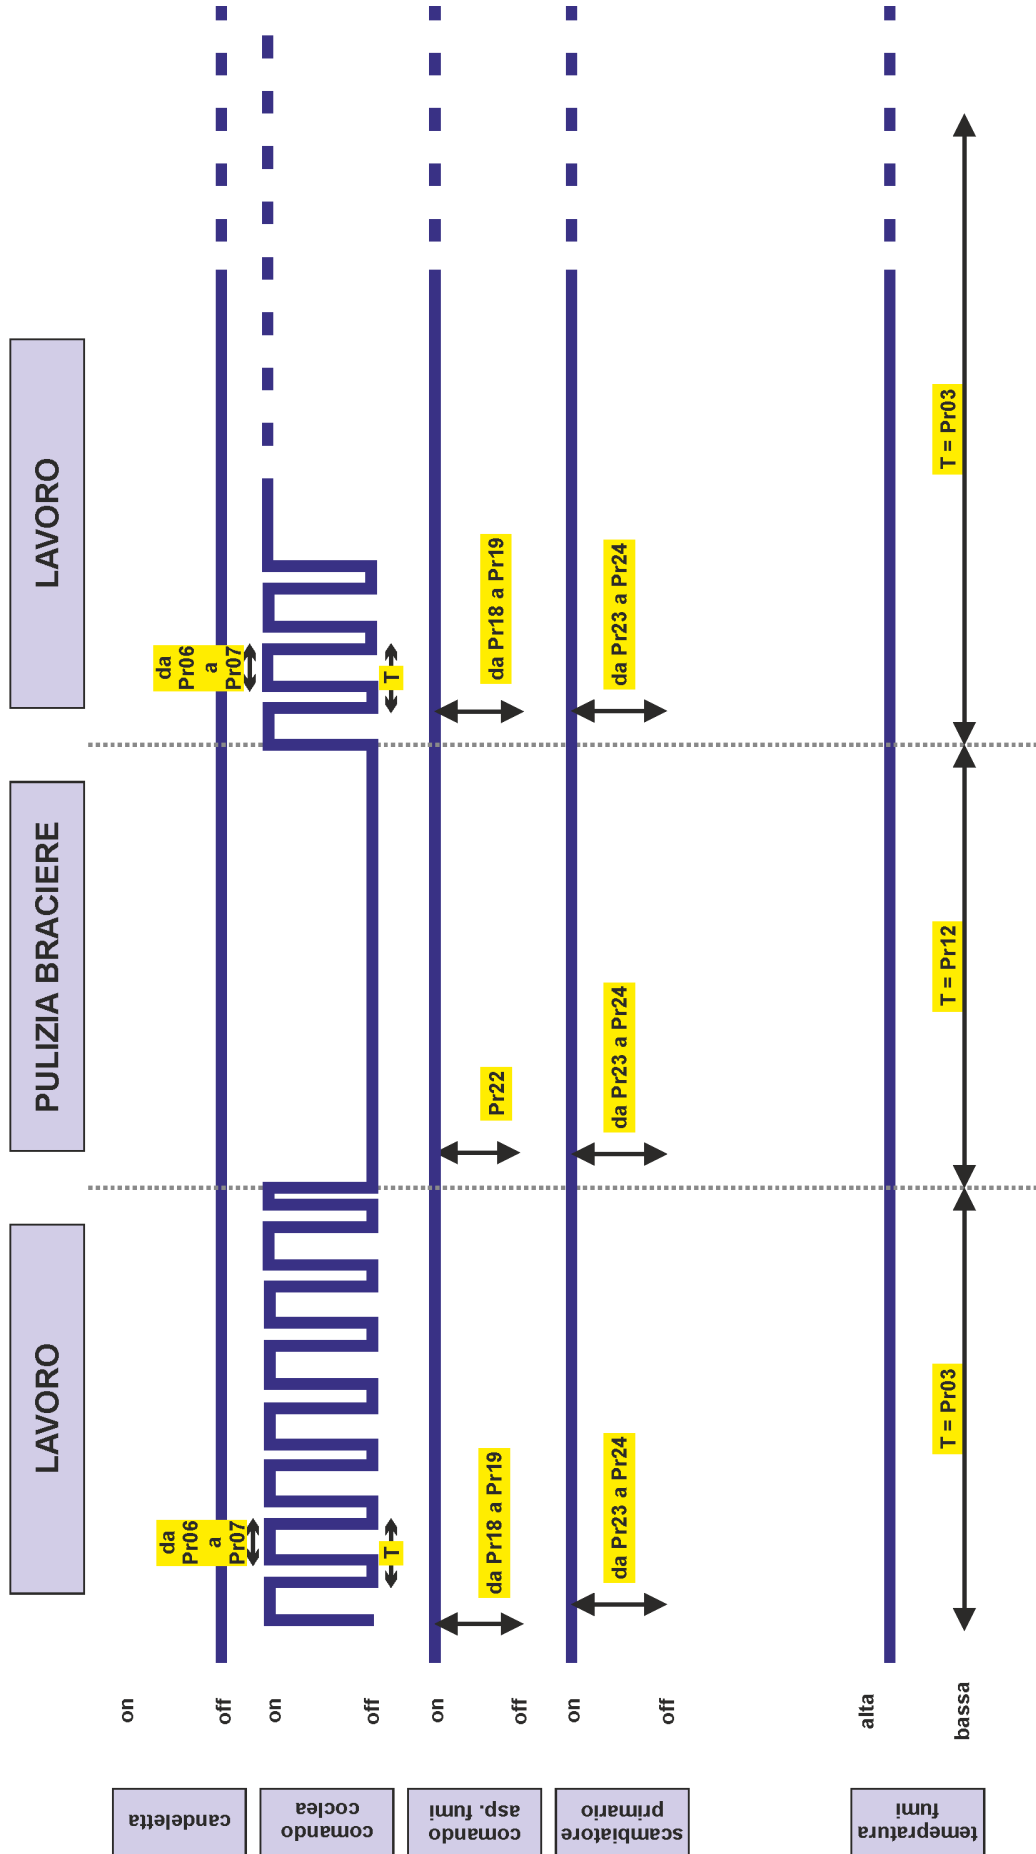 LAVORO
PULIZIA BRACIERE
LAVORO
candeletta
on
off
da
Pr06
a
Pr07
da
Pr06
a
Pr07
comando
coclea
on
off
T
T
comando
asp. fumi
on
off
da Pr18 a Pr19
Pr22
da Pr18 a Pr19
scambiatore
primario
on
off
da Pr23 a Pr24
da Pr23 a Pr24
da Pr23 a Pr24
temepratura
fumi
alta
bassa
T = Pr03
T = Pr12
T = Pr03